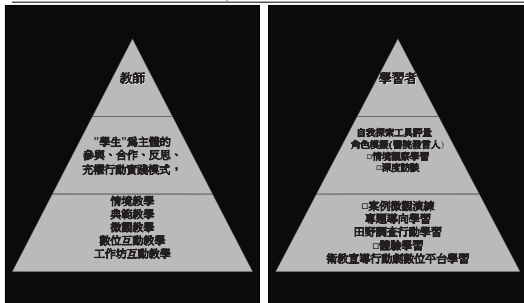 教師
"學生"為主體的
參與、合作、反思、
充權行動實踐模式，
情境教學
典範教學
微觀教學
數位互動教學
工作坊互動教學
學習者
自我探索工具評量
角色模擬(醫院發言人)
□情境觀察學習
□深度訪談
□案例微觀演練
專題導向學習
田野調查行動學習
□體驗學習
衛教宣導行動劇數位平台學習